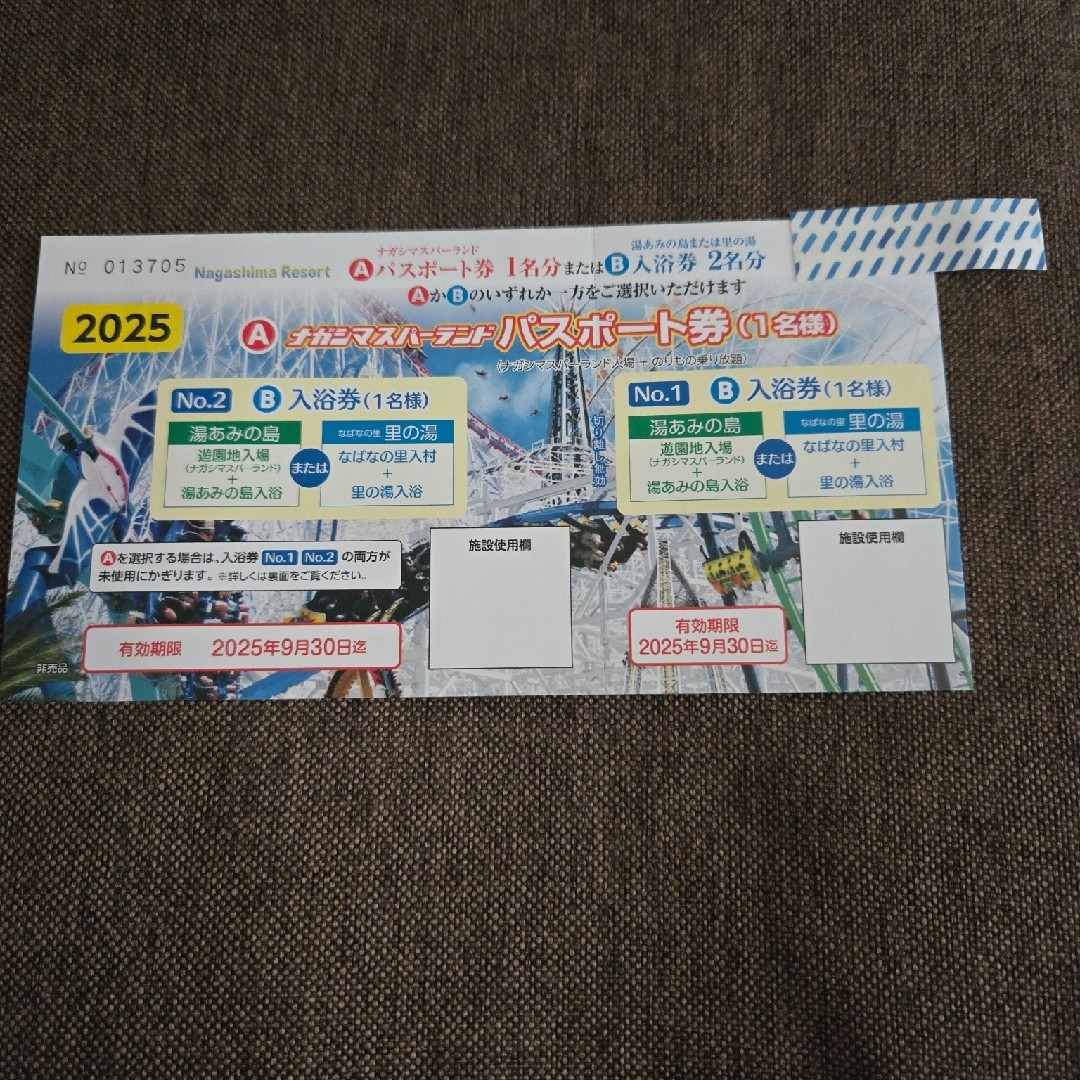 № 013705 Nagashima Resort
ナガシマスパーランド
Ⓐパスポート券 1名分または
湯あみの島または里の湯
Ⓑ入浴券 2名分
ⒶかⒷのいずれか一方をご選択いただけます
2025
Ⓐ ナガシマスパーランド パスポート券(1名様)
(ナガシマスパーランド入場+のりもの乗り放題)
No.2 Ⓑ 入浴券(1名様)
湯あみの島
遊園地入場
(ナガシマスパーランド)
+
湯あみの島入浴
または
なばなの里 里の湯
なばなの里入村
+
里の湯入浴
切り離し無効
No.1 Ⓑ 入浴券(1名様)
湯あみの島
遊園地入場
(ナガシマスパーランド)
+
湯あみの島入浴
または
なばなの里 里の湯
なばなの里入村
+
里の湯入浴
Ⓐを選択する場合は、入浴券 No.1 No.2 の両方が
未使用にかぎります。※詳しくは裏面をご覧ください。
施設使用欄
施設使用欄
非売品
有効期限 2025年9月30日迄
有効期限
2025年9月30日迄